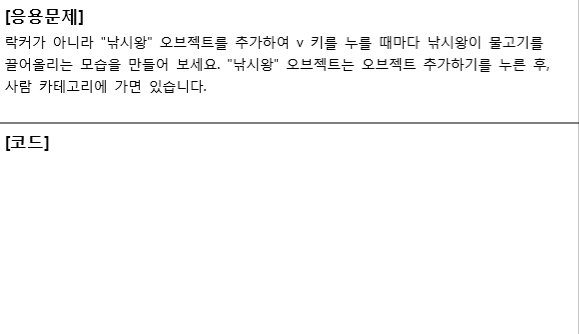 [응용문제]
락커가 아니라 "낚시왕" 오브젝트를 추가하여 v 키를 누를 때마다 낚시왕이 물고기를
끌어올리는 모습을 만들어 보세요. "낚시왕" 오브젝트는 오브젝트 추가하기를 누른 후,
사람 카테고리에 가면 있습니다.
[코드]